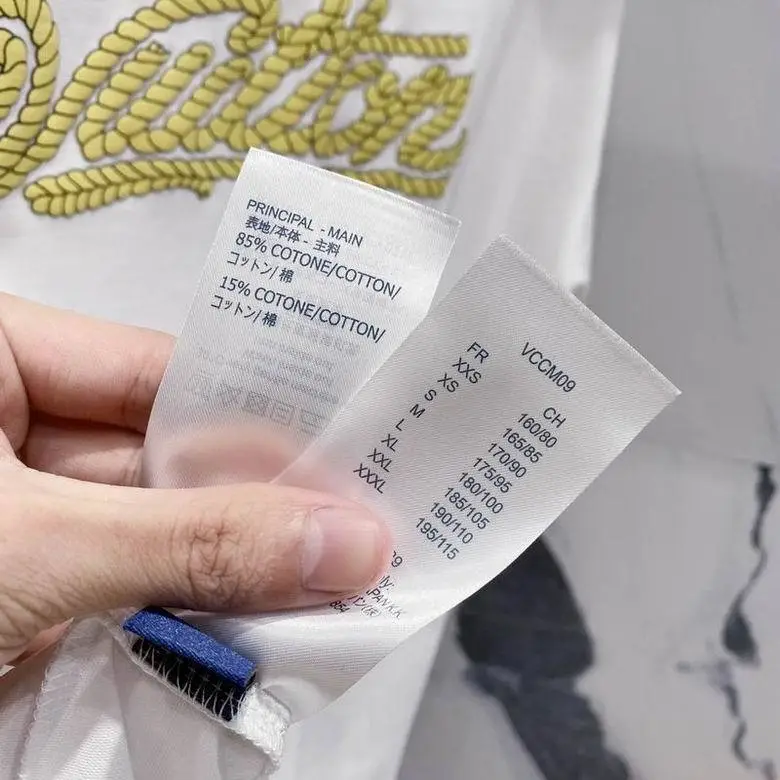 Vuitton
PRINCIPAL - MAIN
表地/本体 - 主料
85% COTONE/COTTON/
コットン/棉
15% COTONE/COTTON/
コットン/棉
FR VCCM09
XXS CH
XS 160/80
S 165/85
M 170/90
L 175/95
XL 180/100
XXL 185/105
XXXL 190/110
195/115